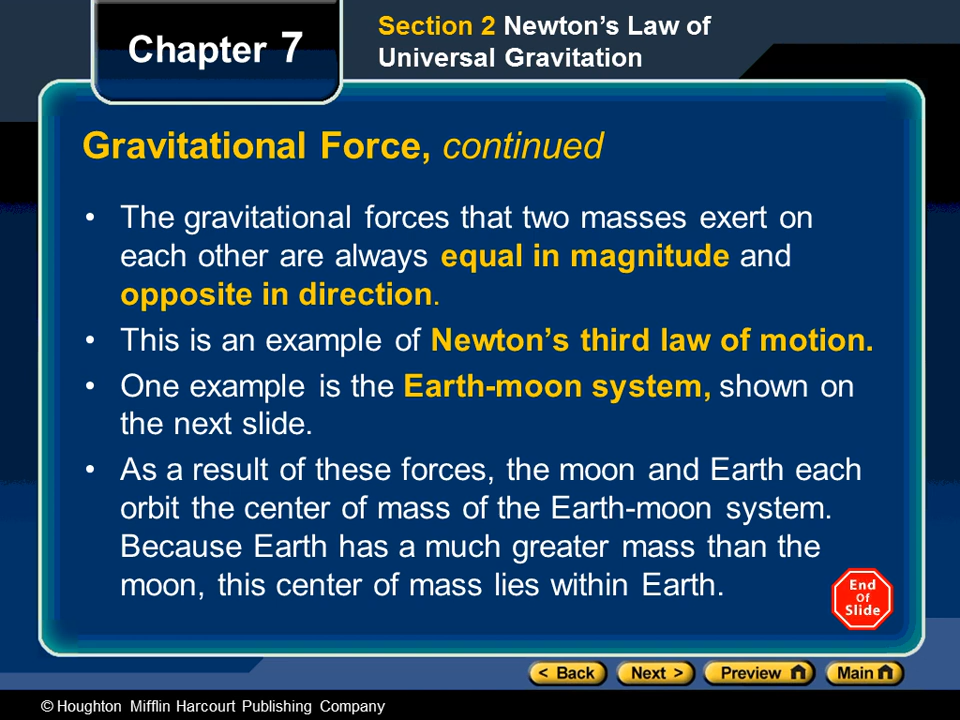 Chapter 7
Section 2 Newton’s Law of
Universal Gravitation
Gravitational Force, continued
• The gravitational forces that two masses exert on
each other are always equal in magnitude and
opposite in direction.
• This is an example of Newton’s third law of motion.
• One example is the Earth-moon system, shown on
the next slide.
• As a result of these forces, the moon and Earth each
orbit the center of mass of the Earth-moon system.
Because Earth has a much greater mass than the
moon, this center of mass lies within Earth.
End
Of
Slide
< Back
Next >
Preview
Main
© Houghton Mifflin Harcourt Publishing Company